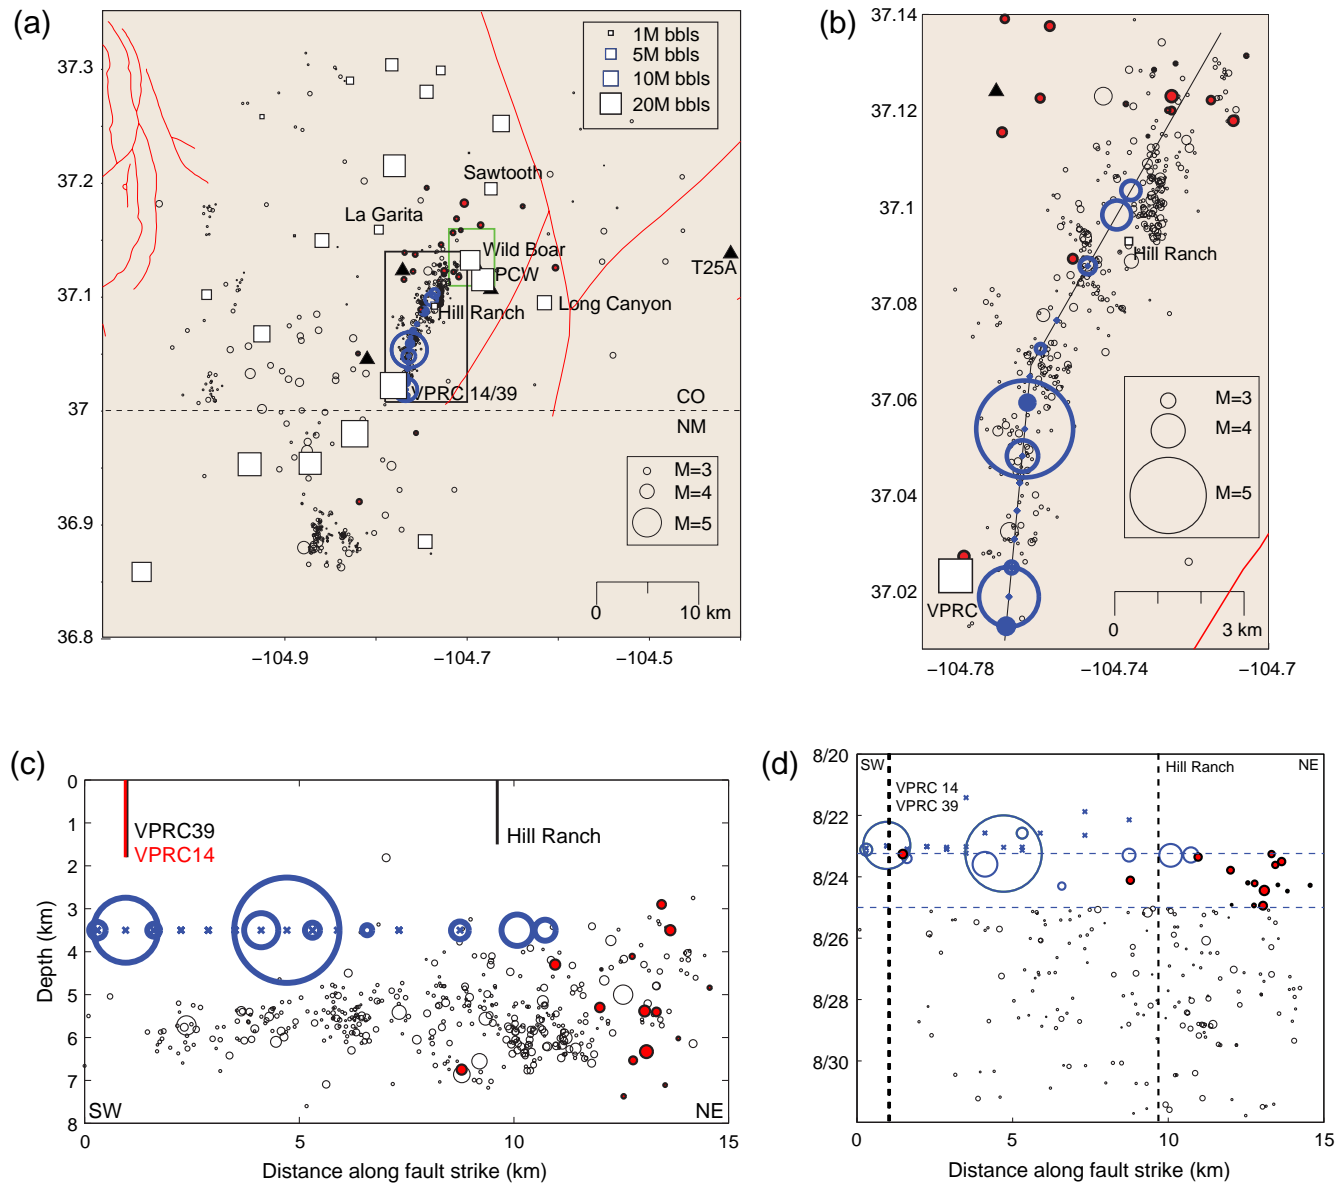 (a)
37.3
37.2
37.1
37
36.9
36.8
−104.9
−104.7
−104.5
1M bbls
5M bbls
10M bbls
20M bbls
Sawtooth
La Garita
Wild Boar
PCW
T25A
Hill Ranch
Long Canyon
VPRC 14/39
CO
NM
M=3
M=4
M=5
0
10 km
(b)
37.14
37.12
37.1
37.08
37.06
37.04
37.02
−104.78
−104.74
−104.7
Hill Ranch
M=3
M=4
M=5
VPRC
0
3 km
(c)
0
1
2
3
4
5
6
7
8
Depth (km)
VPRC39
VPRC14
Hill Ranch
SW
NE
0
5
10
15
Distance along fault strike (km)
(d)
8/20
8/22
8/24
8/26
8/28
8/30
SW
VPRC 14
VPRC 39
Hill Ranch
NE
0
5
10
15
Distance along fault strike (km)